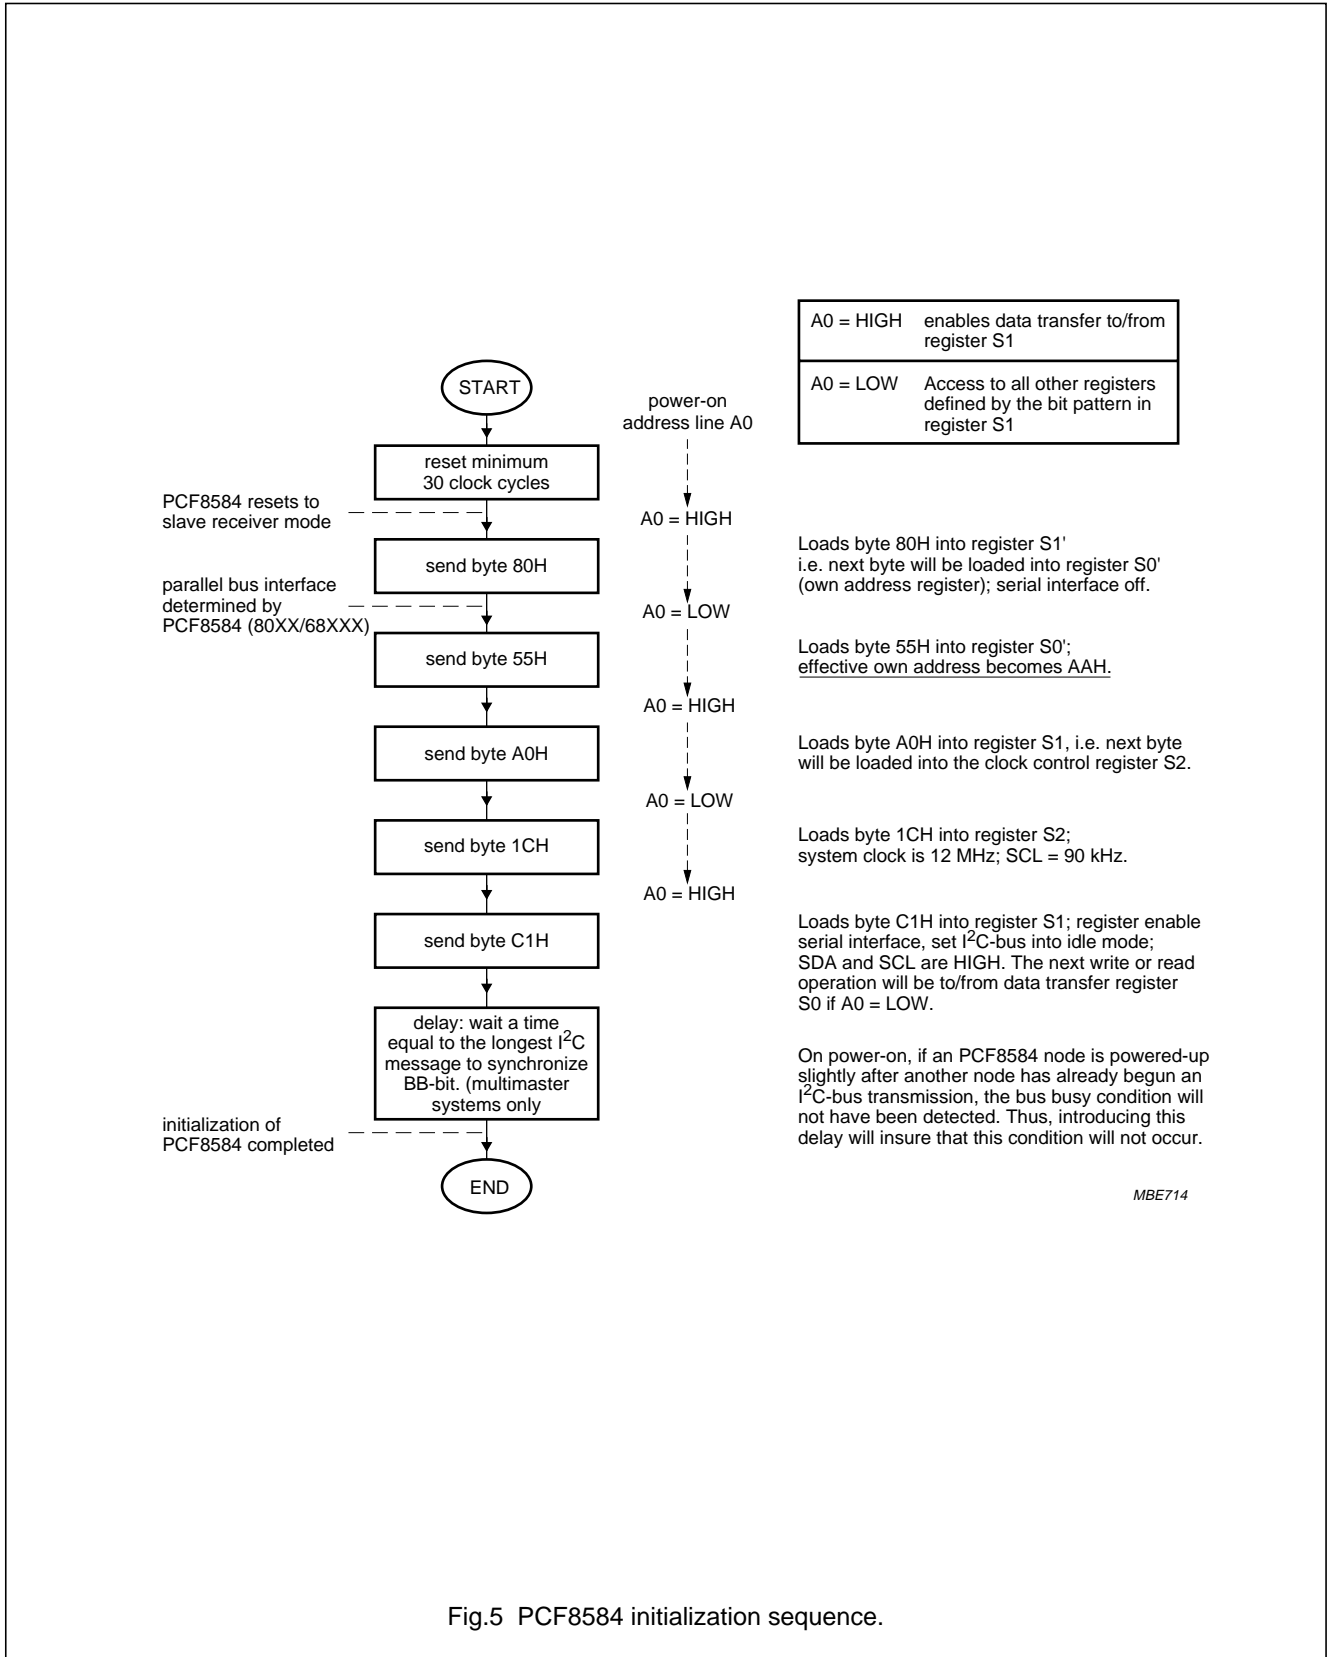 A0 = HIGH enables data transfer to/from
register S1
A0 = LOW Access to all other registers
defined by the bit pattern in
register S1
START
power-on
address line A0
reset minimum
30 clock cycles
PCF8584 resets to
slave receiver mode
A0 = HIGH
send byte 80H
Loads byte 80H into register S1'
i.e. next byte will be loaded into register S0'
(own address register); serial interface off.
parallel bus interface
determined by
PCF8584 (80XX/68XXX)
A0 = LOW
send byte 55H
Loads byte 55H into register S0';
effective own address becomes AAH.
A0 = HIGH
send byte A0H
Loads byte A0H into register S1, i.e. next byte
will be loaded into the clock control register S2.
A0 = LOW
send byte 1CH
Loads byte 1CH into register S2;
system clock is 12 MHz; SCL = 90 kHz.
A0 = HIGH
send byte C1H
Loads byte C1H into register S1; register enable
serial interface, set I²C-bus into idle mode;
SDA and SCL are HIGH. The next write or read
operation will be to/from data transfer register
S0 if A0 = LOW.
delay: wait a time
equal to the longest I²C
message to synchronize
BB-bit. (multimaster
systems only
On power-on, if an PCF8584 node is powered-up
slightly after another node has already begun an
I²C-bus transmission, the bus busy condition will
not have been detected. Thus, introducing this
delay will insure that this condition will not occur.
initialization of
PCF8584 completed
END
MBE714
Fig.5 PCF8584 initialization sequence.